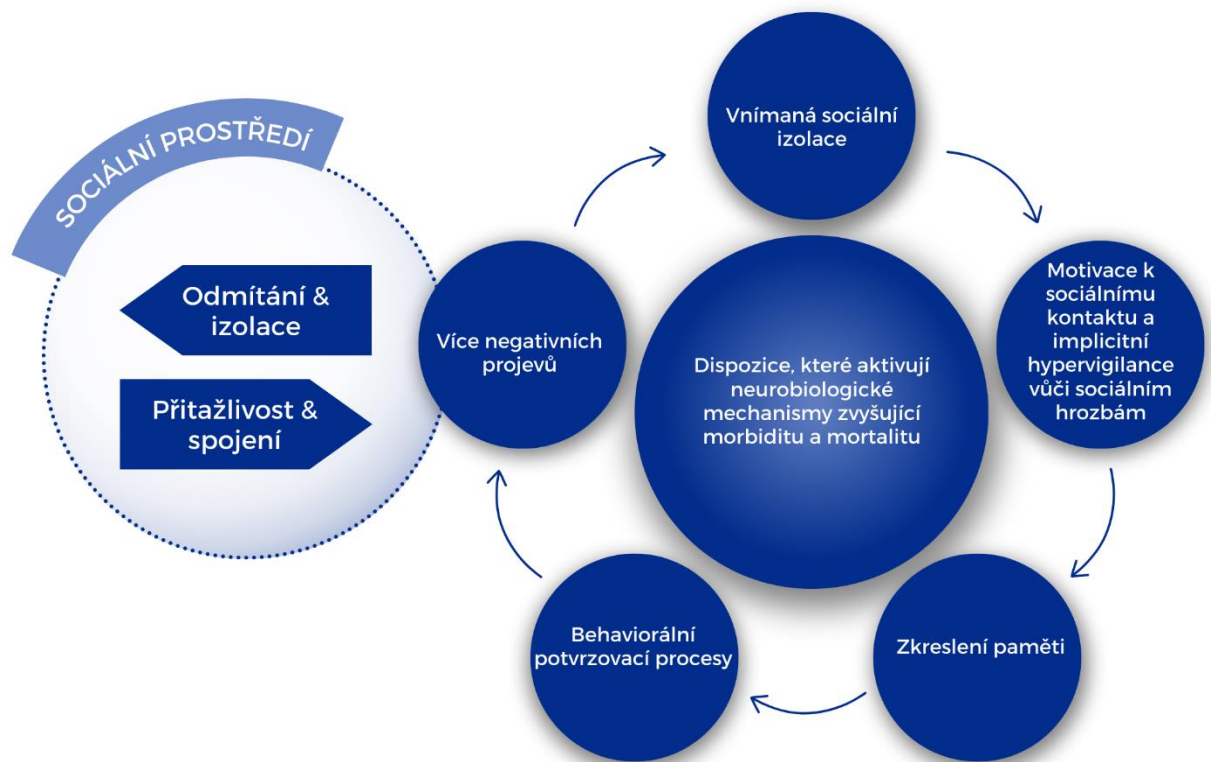 SOCIÁLNÍ PROSTŘEDÍ
Odmítání &
izolace
Přitažlivost &
spojení
Vnímaná sociální
izolace
Motivace k
sociálnímu
kontaktu a
implicitní
hypervigilance
vůči sociálním
hrozbám
Zkreslení paměti
Behaviorální
potvrzovací procesy
Více negativních
projevů
Dispozice, které aktivují
neurobiologické
mechanismy zvyšující
morbiditu a mortalitu